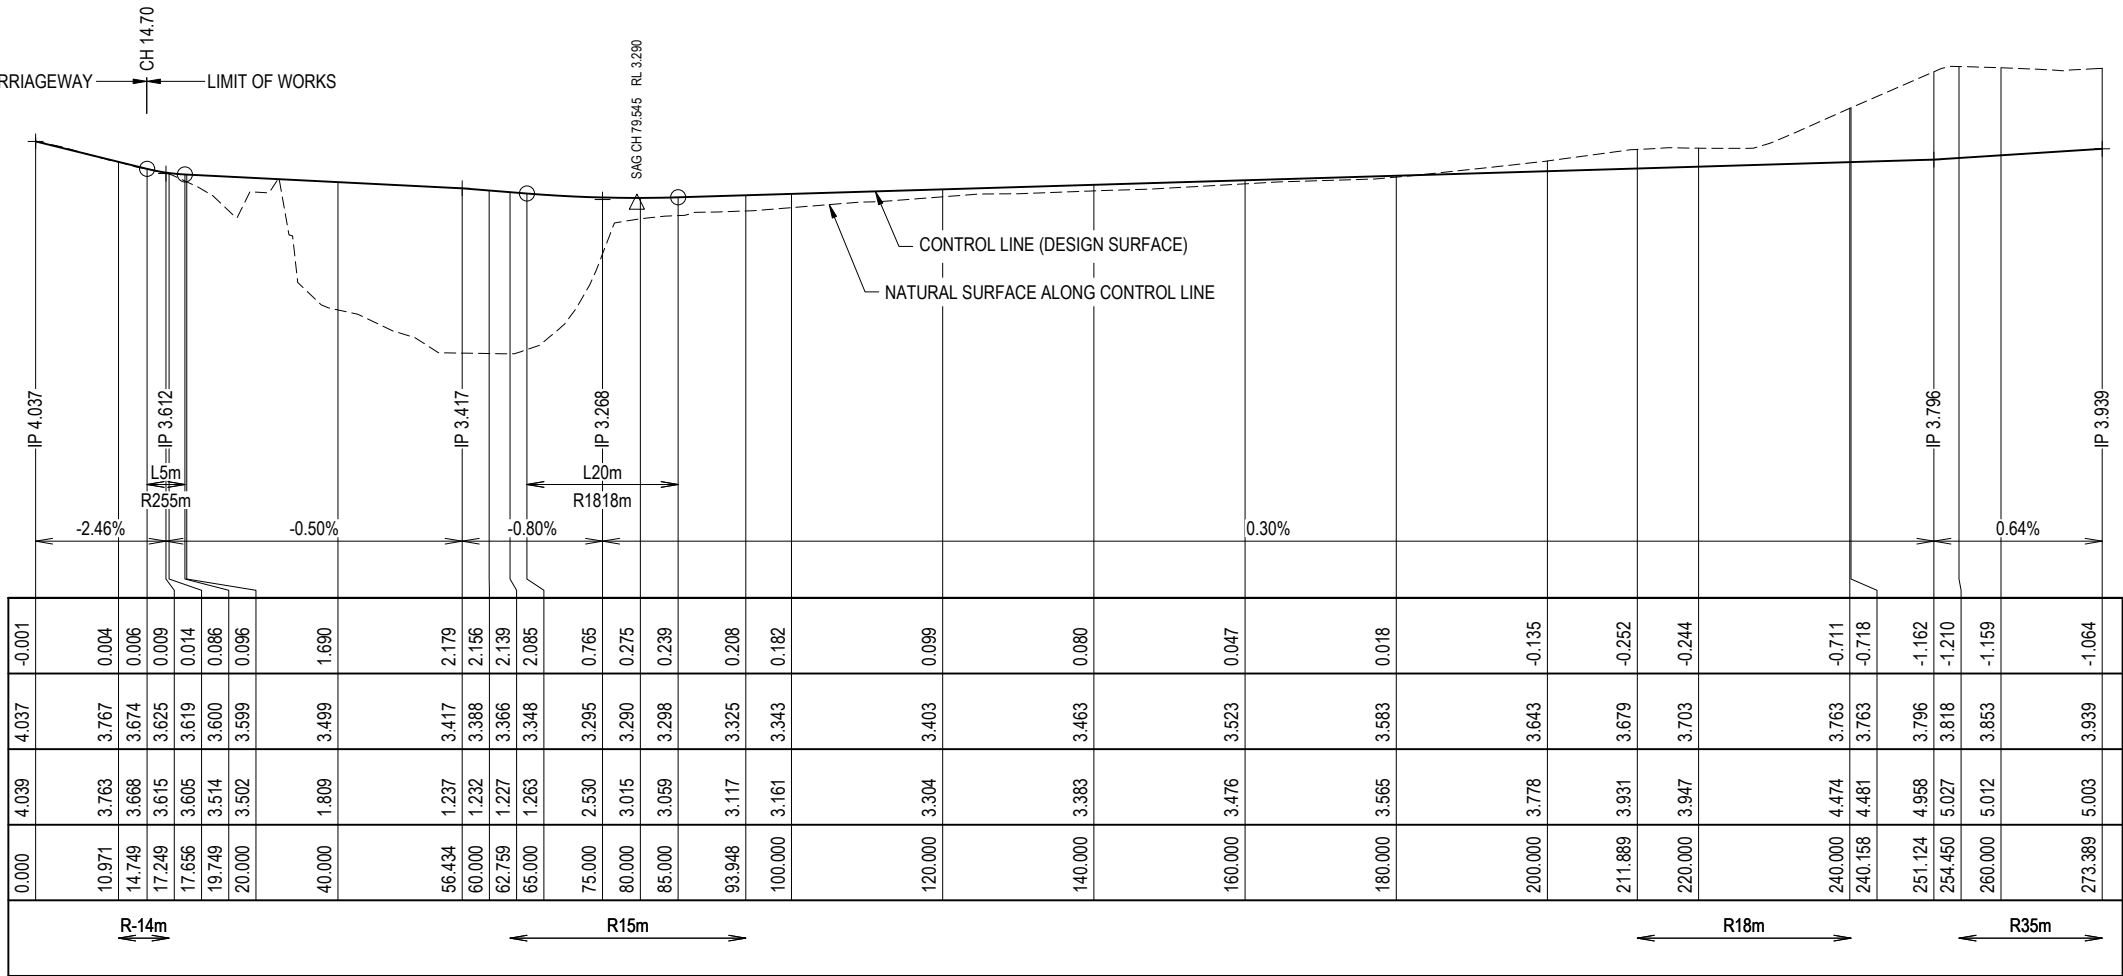 CH 14.70
RRIAGEWAY
LIMIT OF WORKS
SAG CH 79.545 RL 3.290
CONTROL LINE (DESIGN SURFACE)
NATURAL SURFACE ALONG CONTROL LINE
IP 4.037
IP 3.612
IP 3.417
IP 3.268
IP 3.796
IP 3.939
L5m
R255m
L20m
R1818m
-2.46%
-0.50%
-0.80%
0.30%
0.64%
-0.001 0.004 0.006 0.009 0.014 0.086 0.096 1.690 2.179 2.156 2.139 2.085 0.765 0.275 0.239 0.208 0.182 0.099 0.080 0.047 0.018 -0.135 -0.252 -0.244 -0.711 -0.718 -1.162 -1.210 -1.159 -1.064
4.037 3.767 3.674 3.625 3.619 3.600 3.599 3.499 3.417 3.388 3.366 3.348 3.295 3.290 3.298 3.325 3.343 3.403 3.463 3.523 3.583 3.643 3.679 3.703 3.763 3.763 3.796 3.818 3.853 3.939
4.039 3.763 3.668 3.615 3.605 3.514 3.502 1.809 1.237 1.232 1.227 1.263 2.530 3.015 3.059 3.117 3.161 3.304 3.383 3.476 3.565 3.778 3.931 3.947 4.474 4.481 4.958 5.027 5.012 5.003
0.000 10.971 14.749 17.249 17.656 19.749 20.000 40.000 56.434 60.000 62.759 65.000 75.000 80.000 85.000 93.948 100.000 120.000 140.000 160.000 180.000 200.000 211.889 220.000 240.000 240.158 251.124 254.450 260.000 273.389
R-14m
R15m
R18m
R35m